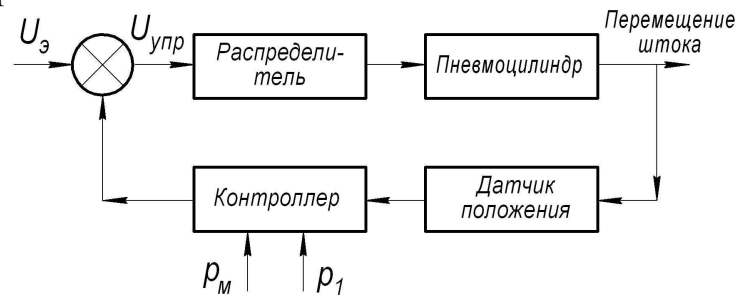 Uэ
Uупр
Распредели-
тель
Пневмоцилиндр
Перемещение
штока
Контроллер
Датчик
положения
pм
p1